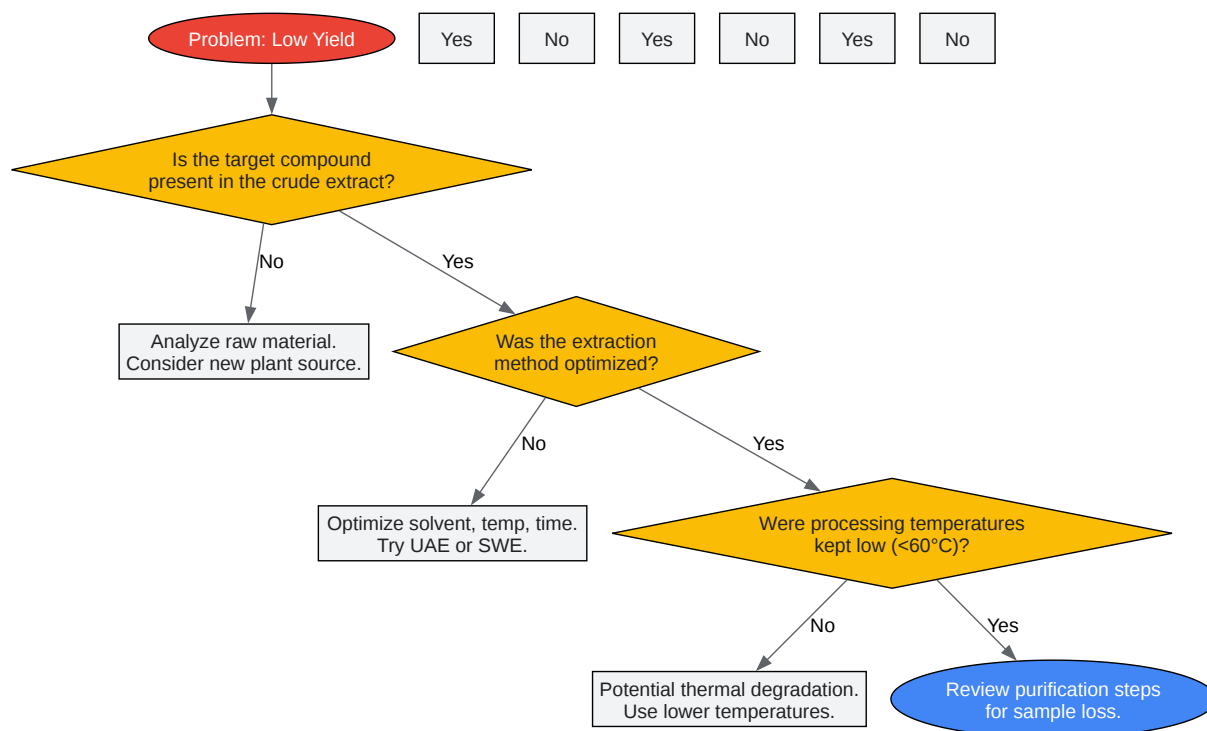 Problem: Low Yield
Yes
No
Yes
No
Yes
No
Is the target compound
present in the crude extract?
No
Yes
Analyze raw material.
Consider new plant source.
Was the extraction
method optimized?
No
Yes
Optimize solvent, temp, time.
Try UAE or SWE.
Were processing temperatures
kept low (<60°C)?
No
Yes
Potential thermal degradation.
Use lower temperatures.
Review purification steps
for sample loss.